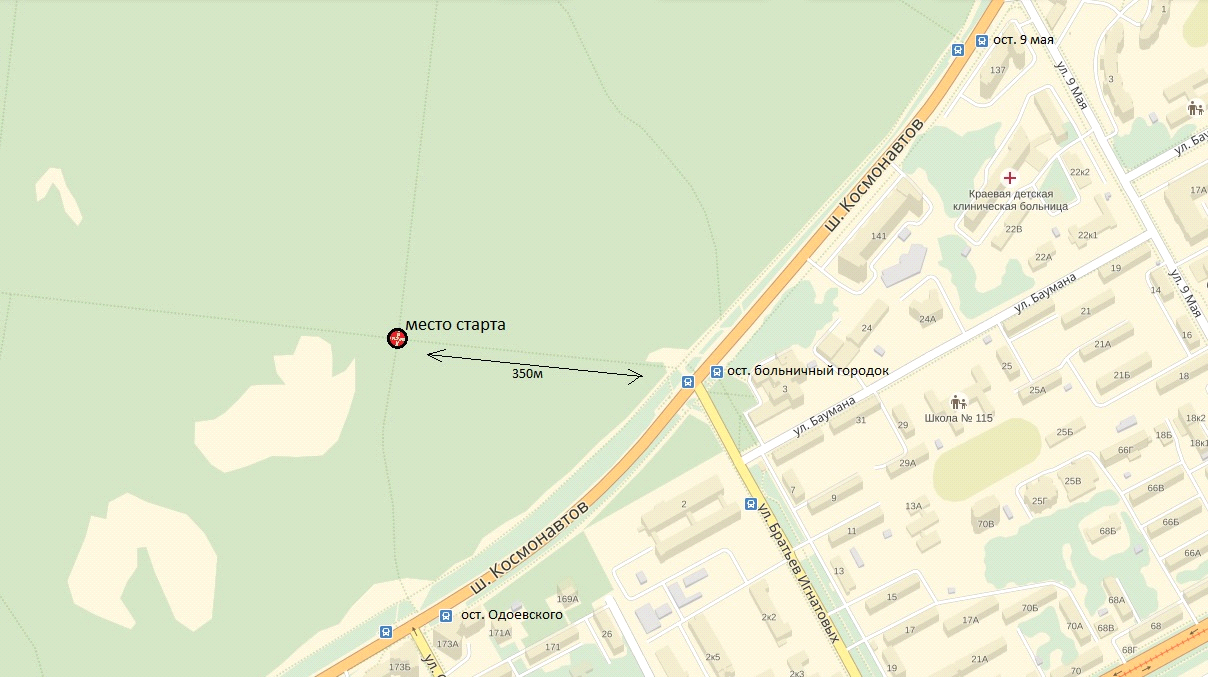 1
ост. 9 мая
137
3
ул. 9 Мая
ул. Ба
ш. Космонавтов
Краевая детская
клиническая больница
22к2
17А
141
22В
22к1
22А
19
ул. Баумана
14
ул. 9 Мая
место старта
24
24А
21
16
21А
350м
ост. больничный городок
3
25
25А
21Б
18
ул. Баумана
31
29
Школа № 115
25Б
18к2
18Б
18к1
66Г
29А
7
9
2
25В
25Г
66В
13А
70В
66Б
68Б
11
ул. Братьев Игнатовых
66А
13
ш. Космонавтов
15
169А
ост. Одоевского
2к2
17
17А
70Б
70А
68А
68В
68
68Г
173А
171А
171
26
2к5
2к3
19
21А
70
173Б
ул.